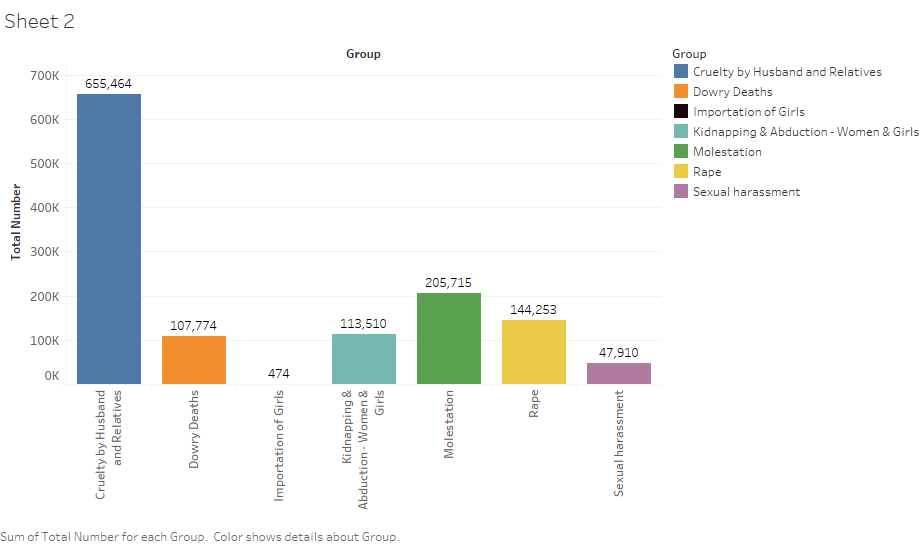 Sheet 2
Group
Total Number
700K
600K
500K
400K
300K
200K
100K
0K
655,464
107,774
474
113,510
205,715
144,253
47,910
Cruelty by Husband
and Relatives
Dowry Deaths
Importation of Girls
Kidnapping &
Abduction - Women &
Girls
Molestation
Rape
Sexual harassment
Group
Cruelty by Husband and Relatives
Dowry Deaths
Importation of Girls
Kidnapping & Abduction - Women & Girls
Molestation
Rape
Sexual harassment
Sum of Total Number for each Group. Color shows details about Group.